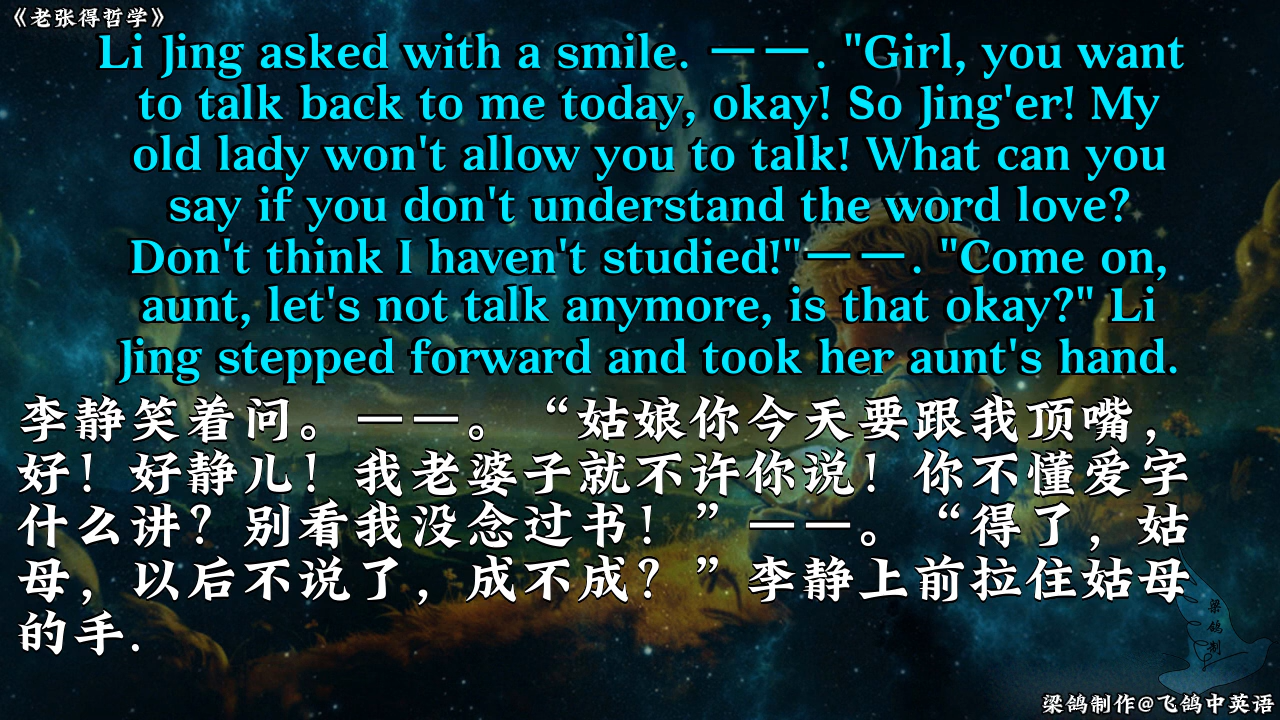 《老张得哲学》
Li Jing asked with a smile. ——. "Girl, you want
to talk back to me today, okay! So Jing'er! My
old lady won't allow you to talk! What can you
say if you don't understand the word love?
Don't think I haven't studied!"——. "Come on,
aunt, let's not talk anymore, is that okay?" Li
Jing stepped forward and took her aunt's hand.
李静笑着问。——。“姑娘你今天要跟我顶嘴，
好！好静儿！我老婆子就不许你说！你不懂爱字
什么讲？别看我没念过书！”——。“得了，姑
母，以后不说了，成不成？”李静上前拉住姑母
的手.
梁鸽制
梁鸽制作@飞鸽中英语